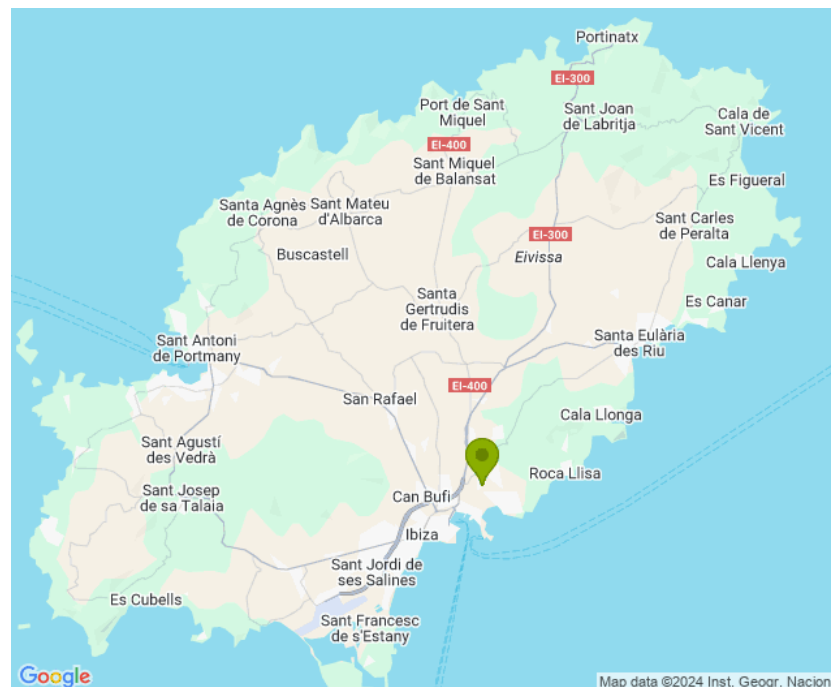 Portinatx
EI-300
Port de Sant
Miquel
Sant Joan
de Labritja
Cala de
Sant Vicent
EI-400
Sant Miquel
de Balansat
Es Figueral
Santa Agnès
de Corona
Sant Mateu
d'Albarca
Sant Carles
de Peralta
EI-300
Buscastell
Eivissa
Cala Llenya
Santa
Gertrudis
de Fruitera
Es Canar
Sant Antoni
de Portmany
Santa Eulària
des Riu
EI-400
San Rafael
Cala Llonga
Sant Agustí
des Vedrà
Roca Llisa
Sant Josep
de sa Talaia
Can Bufí
Ibiza
Sant Jordi de
ses Salines
Es Cubells
Sant Francesc
de s'Estany
Google
Map data ©2024 Inst. Geogr. Nacion